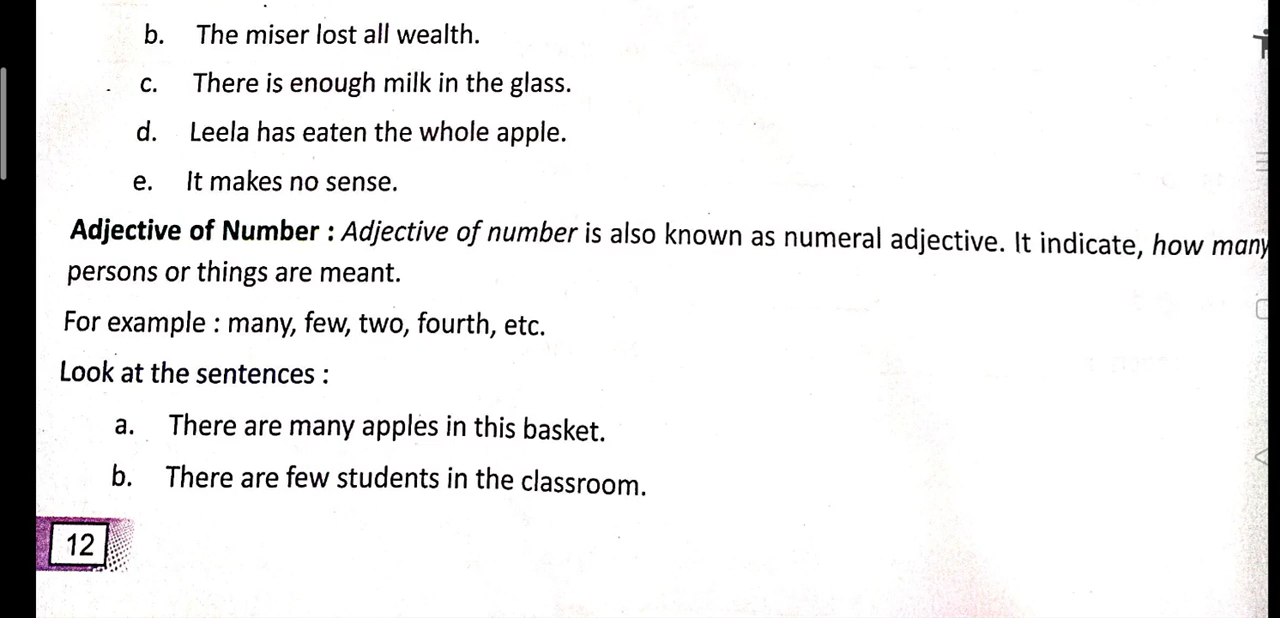 b. The miser lost all wealth.
c. There is enough milk in the glass.
d. Leela has eaten the whole apple.
e. It makes no sense.
Adjective of Number : Adjective of number is also known as numeral adjective. It indicate, how many
persons or things are meant.
For example : many, few, two, fourth, etc.
Look at the sentences :
a. There are many apples in this basket.
b. There are few students in the classroom.
12